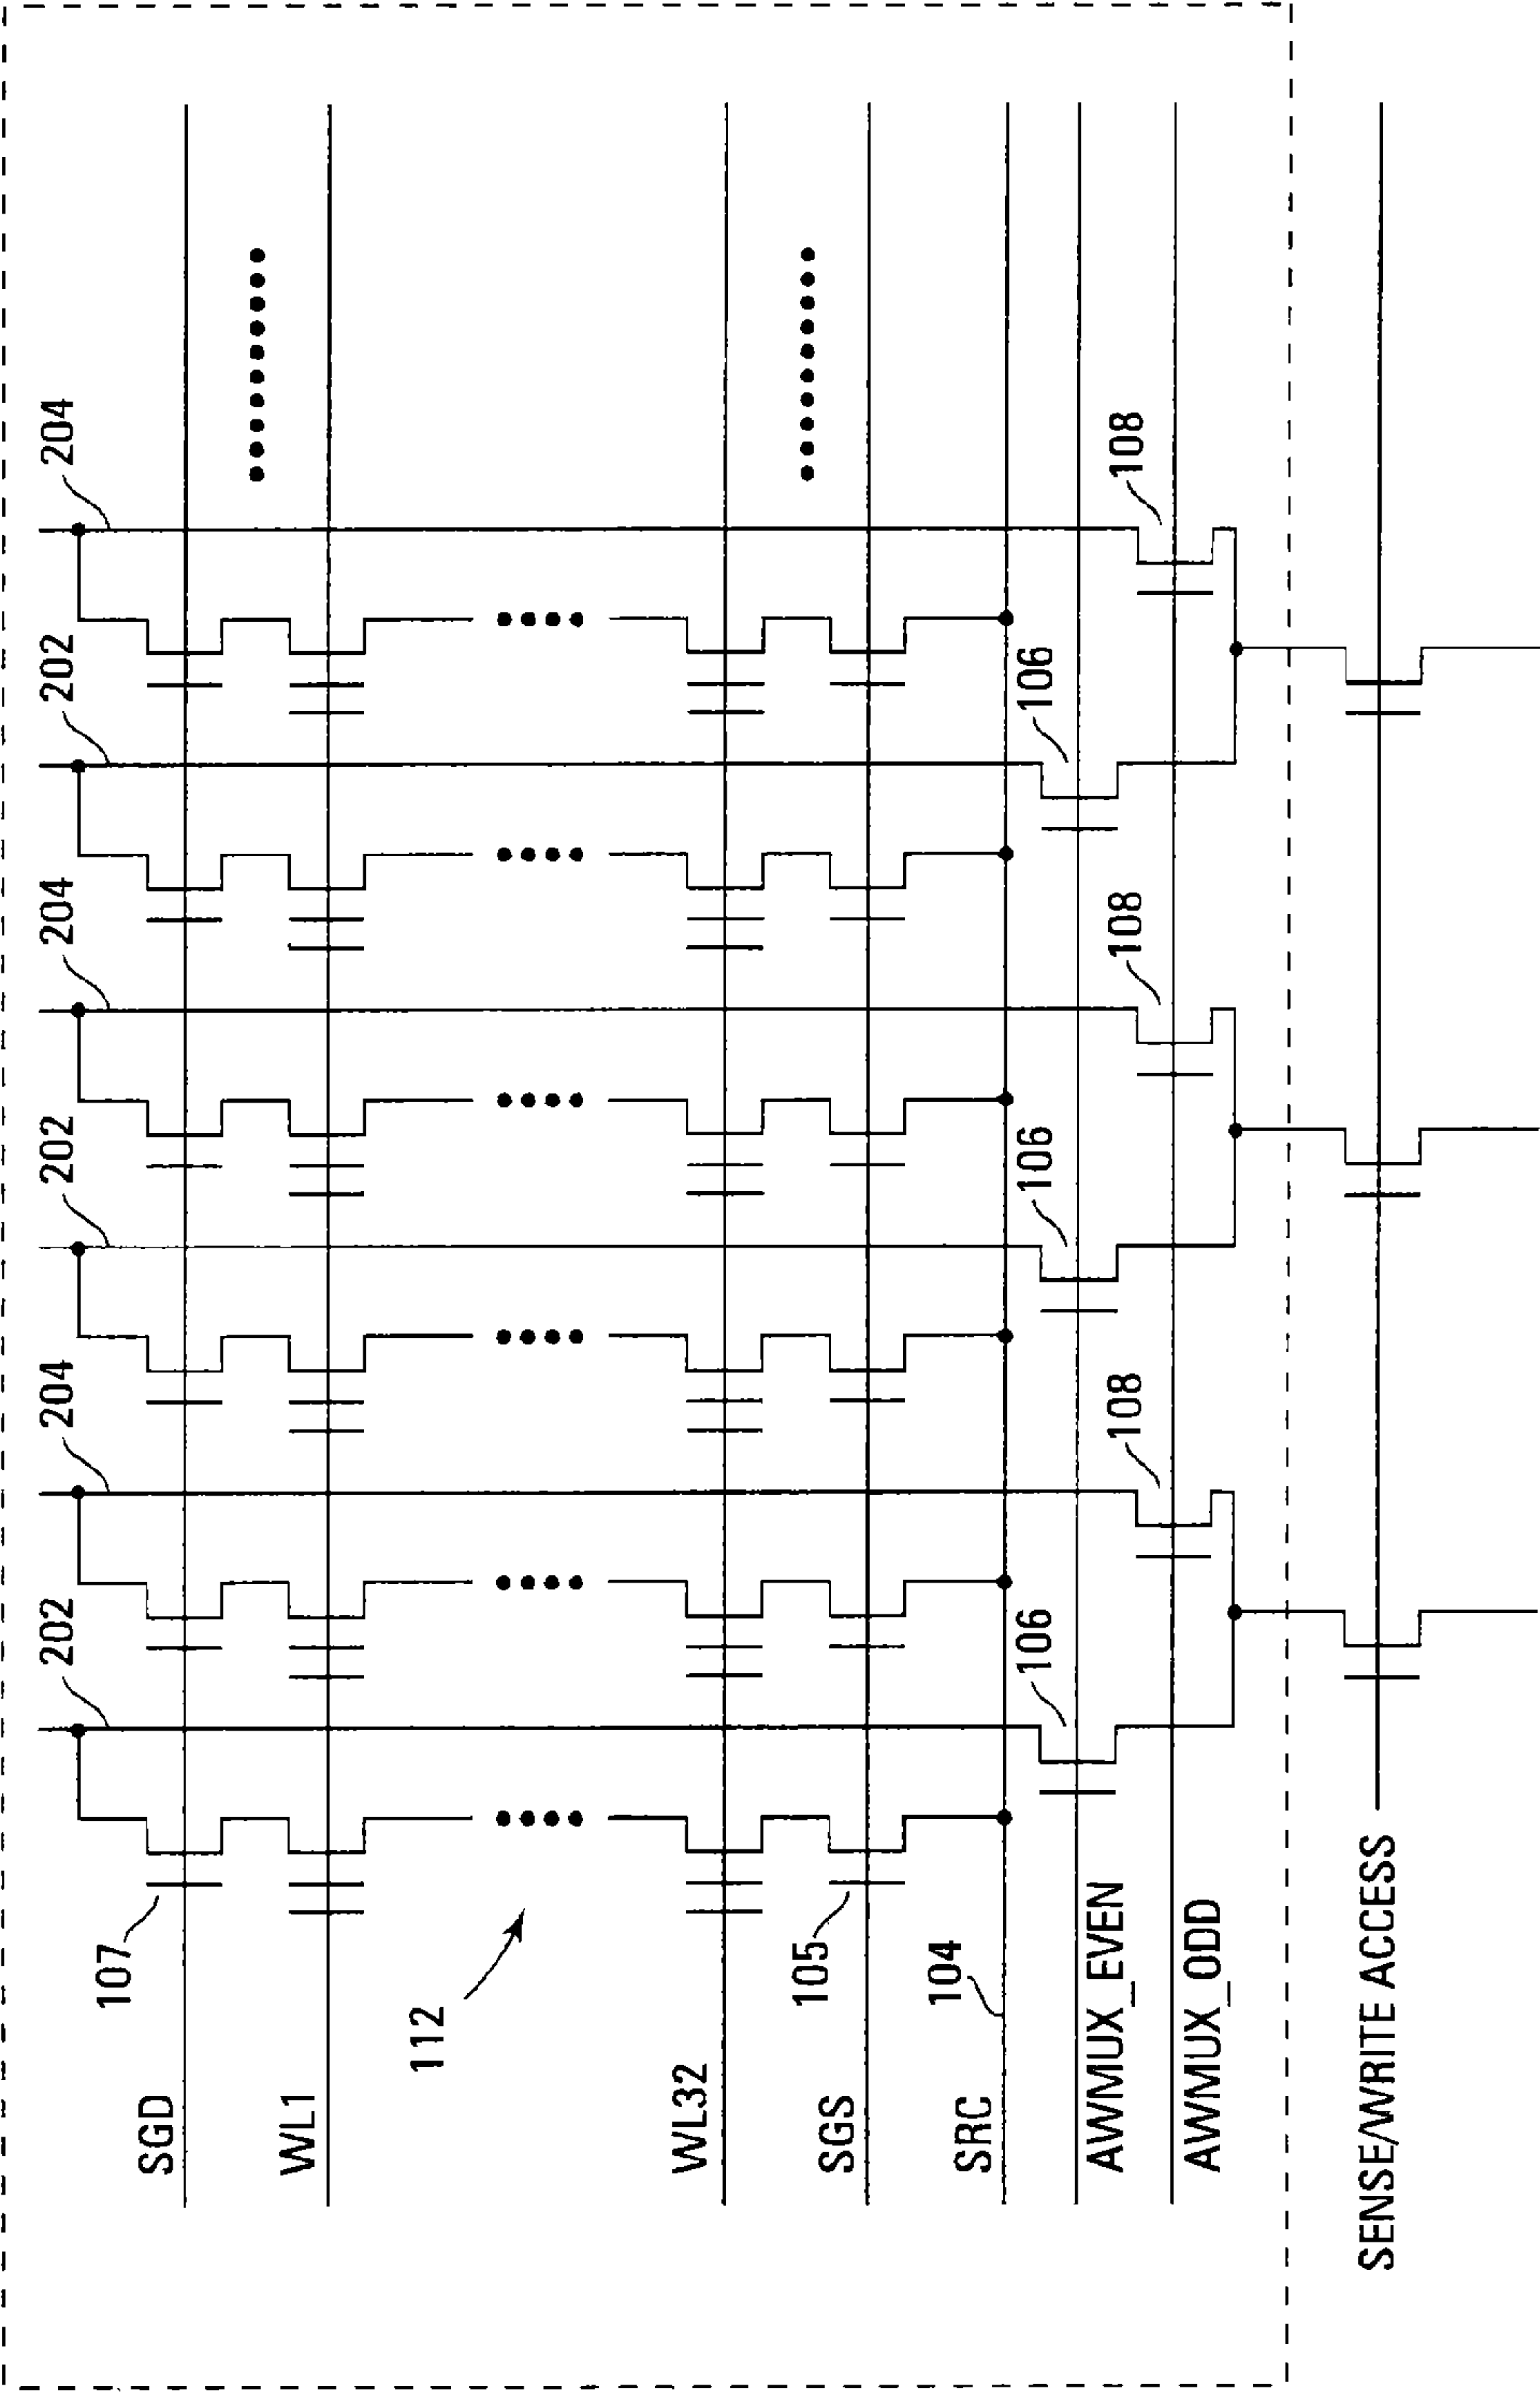 202
204
202
204
202
204
107
SGD
WL1
112
WL32
105
SGS
104
SRC
106
106
106
AWMUX_EVEN
108
108
108
AWMUX_ODD
SENSE/WRITE ACCESS